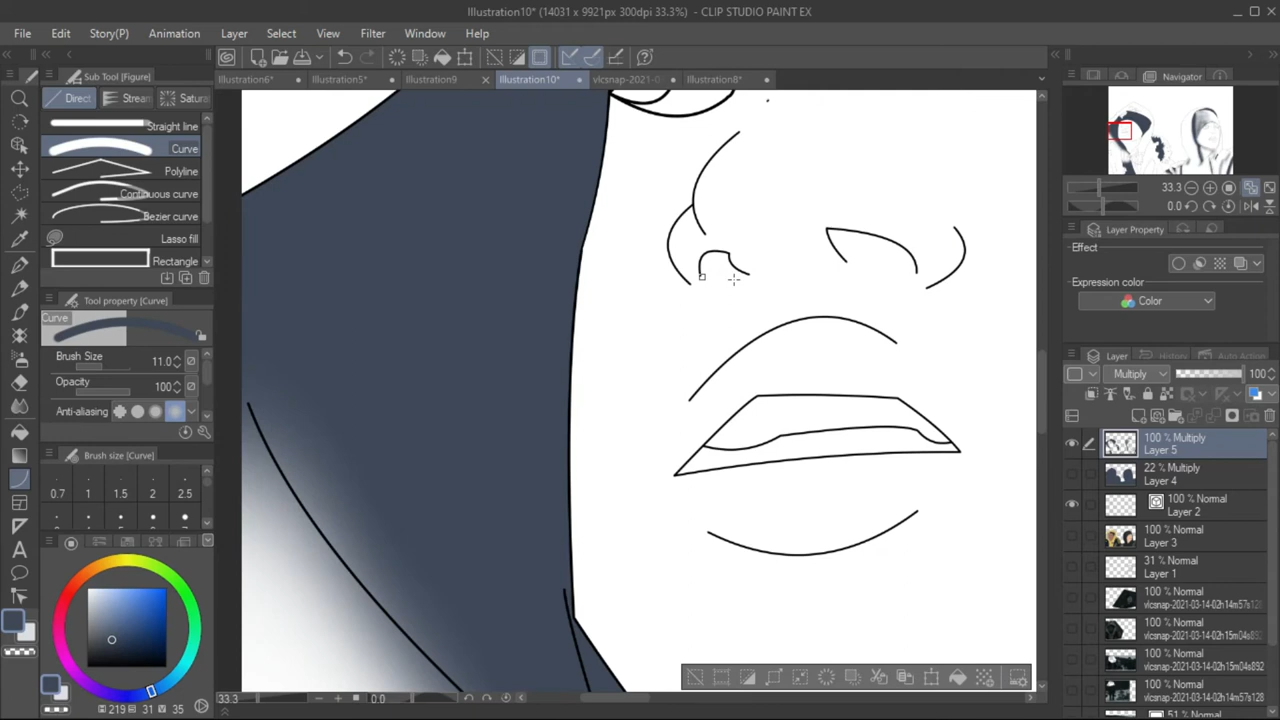 Illustration10* (14031 x 9921px 300dpi 33.3%) - CLIP STUDIO PAINT EX
File Edit Story(P) Animation Layer Select View Filter Window Help
Sub Tool [Figure]
Illustration6* Illustration5* Illustration9 Illustration10* vlcsnap-2021-03- Illustration8*
Navigator
Direct Stream Satura
Straight line
Curve
Polyline
Continuous curve
Bezier curve
Lasso fill
Rectangle
33.3
0.0
Layer Property
Effect
Expression color
Color
Tool property [Curve]
Curve
Brush Size 11.0
Opacity 100
Anti-aliasing
Brush size [Curve]
0.7 1 1.5 2 2.5
Layer History Auto Action
Multiply 100
100 % Multiply
Layer 5
22 % Multiply
Layer 4
100 % Normal
Layer 2
100 % Normal
Layer 3
31 % Normal
Layer 1
100 % Normal
vlcsnap-2021-03-14-02h14m57s12
100 % Normal
vlcsnap-2021-03-14-02h15m04s89
100 % Normal
vlcsnap-2021-03-14-02h14m57s12
100 % Normal
vlcsnap-2021-03-14-02h15m04s892
51 % Normal
219 31 35
33.3 0.0